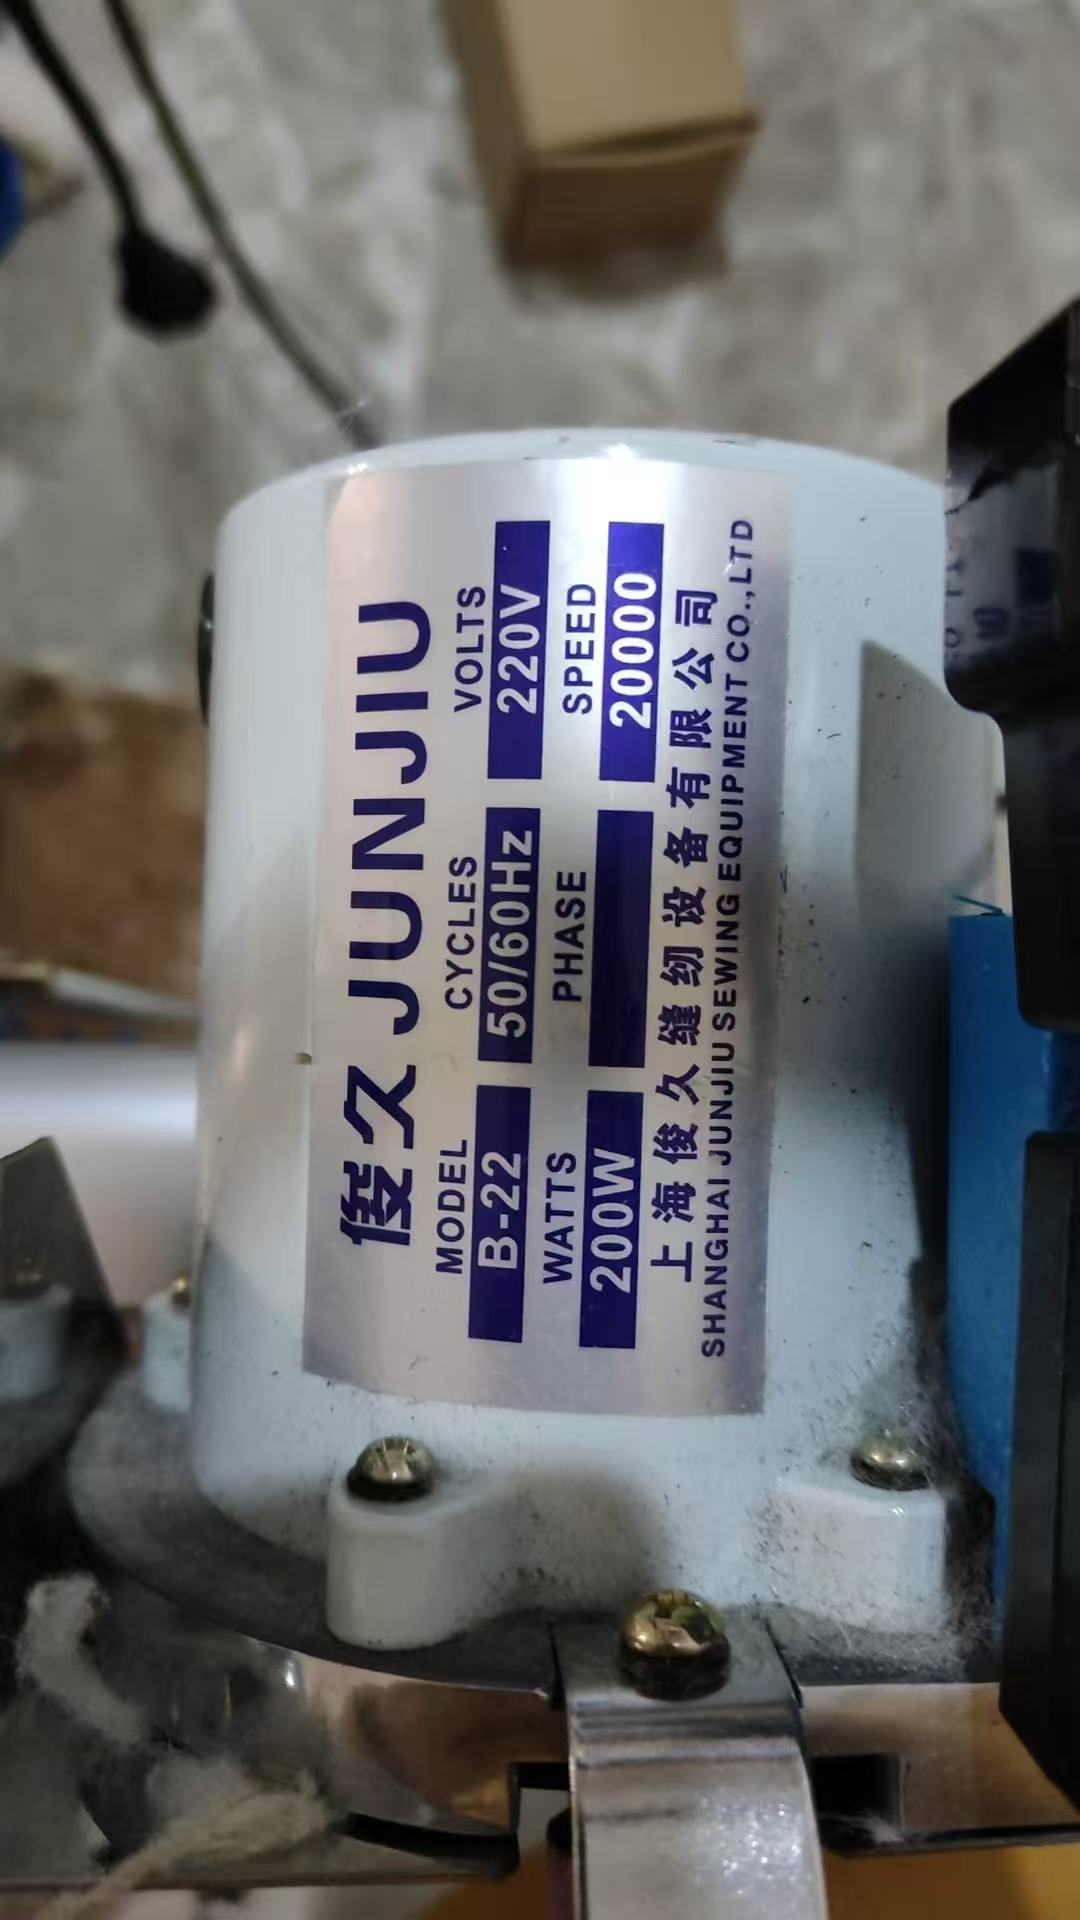 俊久 JUNJIU
MODEL CYCLES VOLTS
B-22 50/60Hz 220V
WATTS PHASE SPEED
200W 20000
上海俊久缝纫设备有限公司
SHANGHAI JUNJIU SEWING EQUIPMENT CO.,LTD